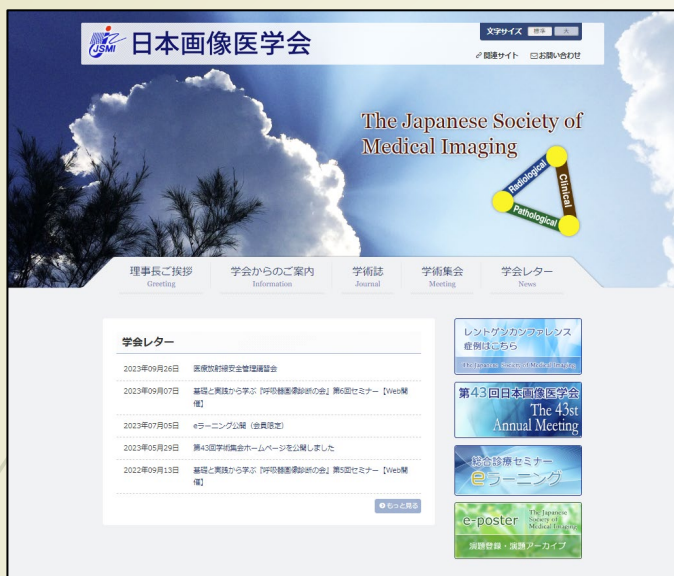 JSMI
日本画像医学会
文字サイズ 標準 大
関連サイト お問い合わせ
The Japanese Society of
Medical Imaging
Radiological
Clinical
Pathological
理事長ご挨拶 学会からのご案内 学術誌 学術集会 学会レター
Greeting Information Journal Meeting News
学会レター
2023年09月26日 医療放射線安全管理講習会
2023年09月07日 基礎と実践から学ぶ『呼吸器画像診断の会』第6回セミナー【Web開
催】
2023年07月05日 eラーニング公開（会員限定）
2023年05月29日 第43回学術集会ホームページを公開しました
2022年09月13日 基礎と実践から学ぶ『呼吸器画像診断の会』第5回セミナー【Web開
催】
もっと見る
レントゲンカンファレンス
症例はこちら
The Japanese Society of Medical Imaging
第43回日本画像医学会
The 43st
Annual Meeting
総合診療セミナー
eラーニング
e-poster
The Japanese
Society of
Medical Imaging
演題登録・演題アーカイブ